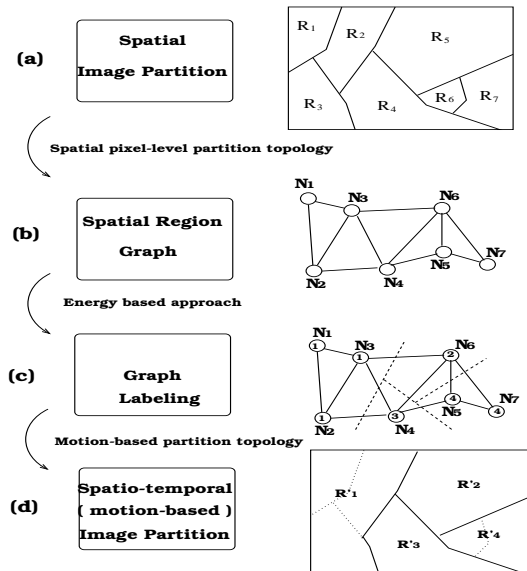 (a)
Spatial
Image Partition
R1
R2
R5
R3
R4
R6
R7
Spatial pixel-level partition topology
(b)
Spatial Region
Graph
N1
N3
N6
N2
N4
N5
N7
Energy based approach
(c)
Graph
Labeling
N1
N3
N6
1
1
2
1
3
4
4
N2
N4
N5
N7
Motion-based partition topology
(d)
Spatio-temporal
( motion-based )
Image Partition
R'1
R'2
R'3
R'4